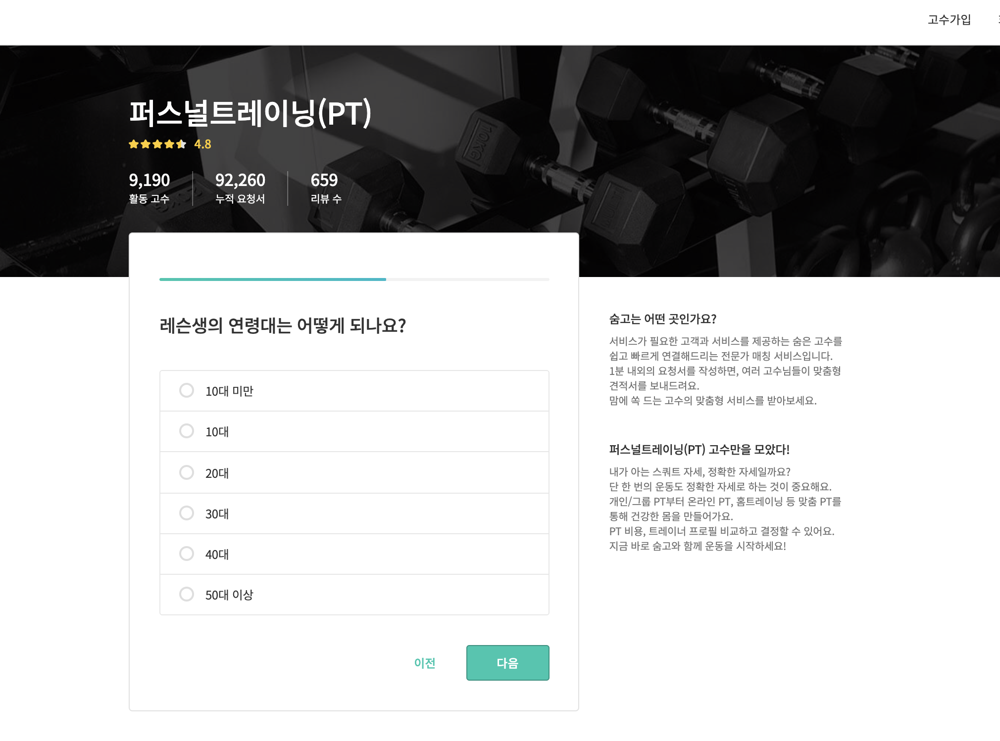 고수가입
퍼스널트레이닝(PT)
4.8
9,190
활동 고수
92,260
누적 요청서
659
리뷰 수
레슨생의 연령대는 어떻게 되나요?
10대 미만
10대
20대
30대
40대
50대 이상
이전
다음
숨고는 어떤 곳인가요?
서비스가 필요한 고객과 서비스를 제공하는 숨은 고수를
쉽고 빠르게 연결해드리는 전문가 매칭 서비스입니다.
1분 내외의 요청서를 작성하면, 여러 고수님들이 맞춤형
견적서를 보내드려요.
맘에 쏙 드는 고수의 맞춤형 서비스를 받아보세요.
퍼스널트레이닝(PT) 고수만을 모았다!
내가 아는 스쿼트 자세, 정확한 자세일까요?
단 한 번의 운동도 정확한 자세로 하는 것이 중요해요.
개인/그룹 PT부터 온라인 PT, 홈트레이닝 등 맞춤 PT를
통해 건강한 몸을 만들어가요.
PT 비용, 트레이너 프로필 비교하고 결정할 수 있어요.
지금 바로 숨고와 함께 운동을 시작하세요!
10KG